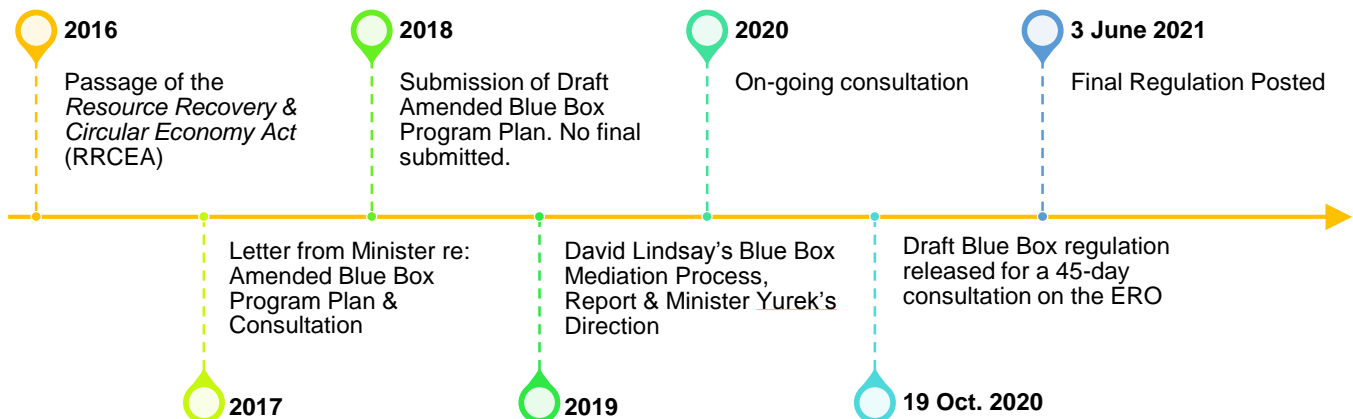 2016
Passage of the
Resource Recovery &
Circular Economy Act
(RRCEA)
2018
Submission of Draft
Amended Blue Box
Program Plan. No final
submitted.
2020
On-going consultation
3 June 2021
Final Regulation Posted
Letter from Minister re:
Amended Blue Box
Program Plan &
Consultation
2017
David Lindsay’s Blue Box
Mediation Process,
Report & Minister Yurek’s
Direction
2019
Draft Blue Box regulation
released for a 45-day
consultation on the ERO
19 Oct. 2020